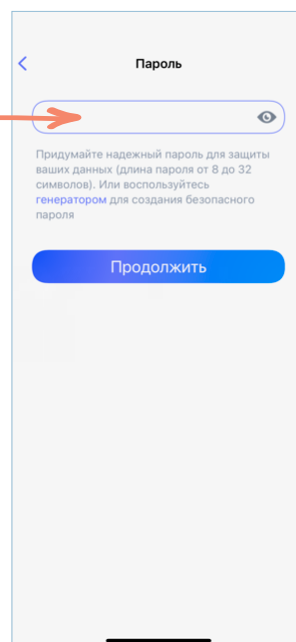 Пароль
Придумайте надежный пароль для защиты
ваших данных (длина пароля от 8 до 32
символов). Или воспользуйтесь
генератором для создания безопасного
пароля
Продолжить